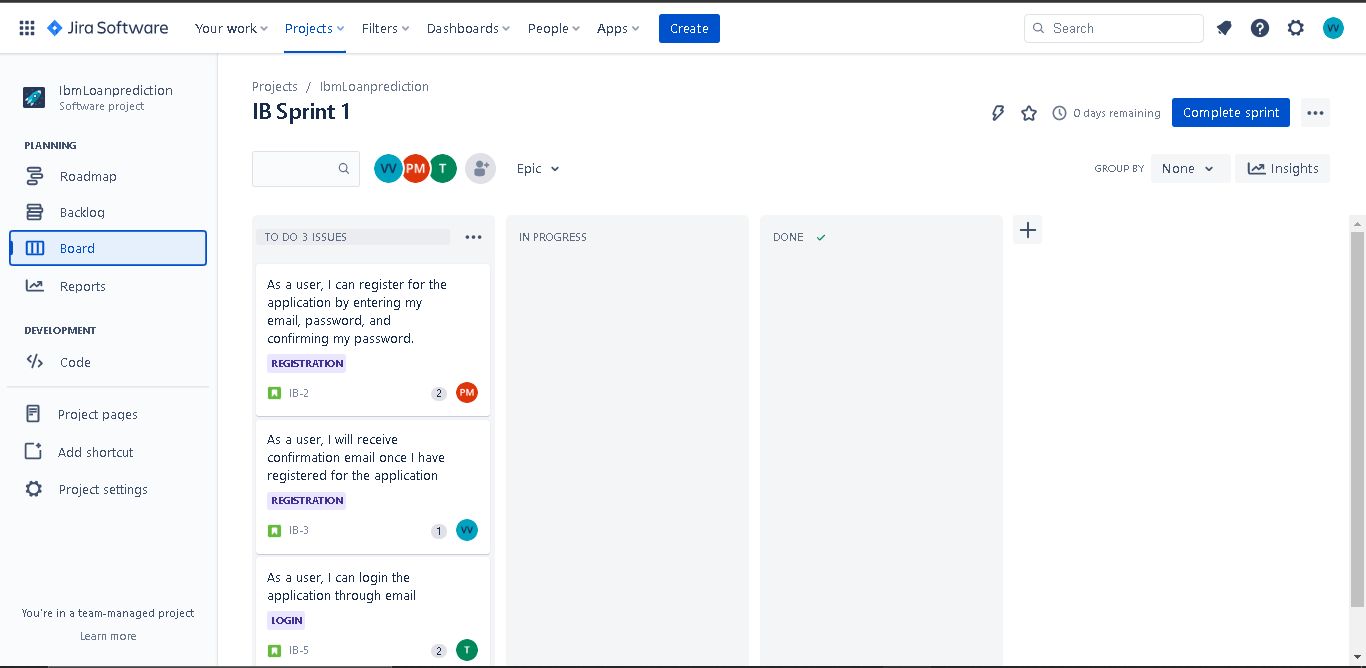 Jira Software
Your work
Projects
Filters
Dashboards
People
Apps
Create
Search
VV
IbmLoanprediction
Software project
PLANNING
Roadmap
Backlog
Board
Reports
DEVELOPMENT
Code
Project pages
Add shortcut
Project settings
You're in a team-managed project
Learn more
Projects / IbmLoanprediction
IB Sprint 1
0 days remaining
Complete sprint
VV PM T
Epic
GROUP BY
None
Insights
TO DO 3 ISSUES
As a user, I can register for the
application by entering my
email, password, and
confirming my password.
REGISTRATION
IB-2 2 PM
As a user, I will receive
confirmation email once I have
registered for the application
REGISTRATION
IB-3 1 VV
As a user, I can login the
application through email
LOGIN
IB-5 2 T
IN PROGRESS
DONE